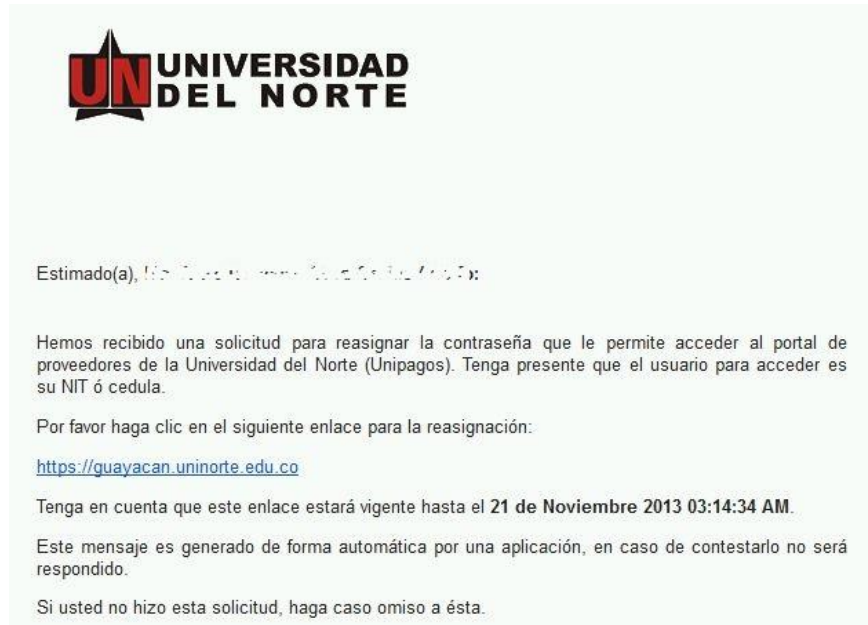 UN UNIVERSIDAD
DEL NORTE
Estimado(a),
Hemos recibido una solicitud para reasignar la contraseña que le permite acceder al portal de
proveedores de la Universidad del Norte (Unipagos). Tenga presente que el usuario para acceder es
su NIT ó cedula.
Por favor haga clic en el siguiente enlace para la reasignación:
https://guayacan.uninorte.edu.co
Tenga en cuenta que este enlace estará vigente hasta el 21 de Noviembre 2013 03:14:34 AM.
Este mensaje es generado de forma automática por una aplicación, en caso de contestarlo no será
respondido.
Si usted no hizo esta solicitud, haga caso omiso a ésta.